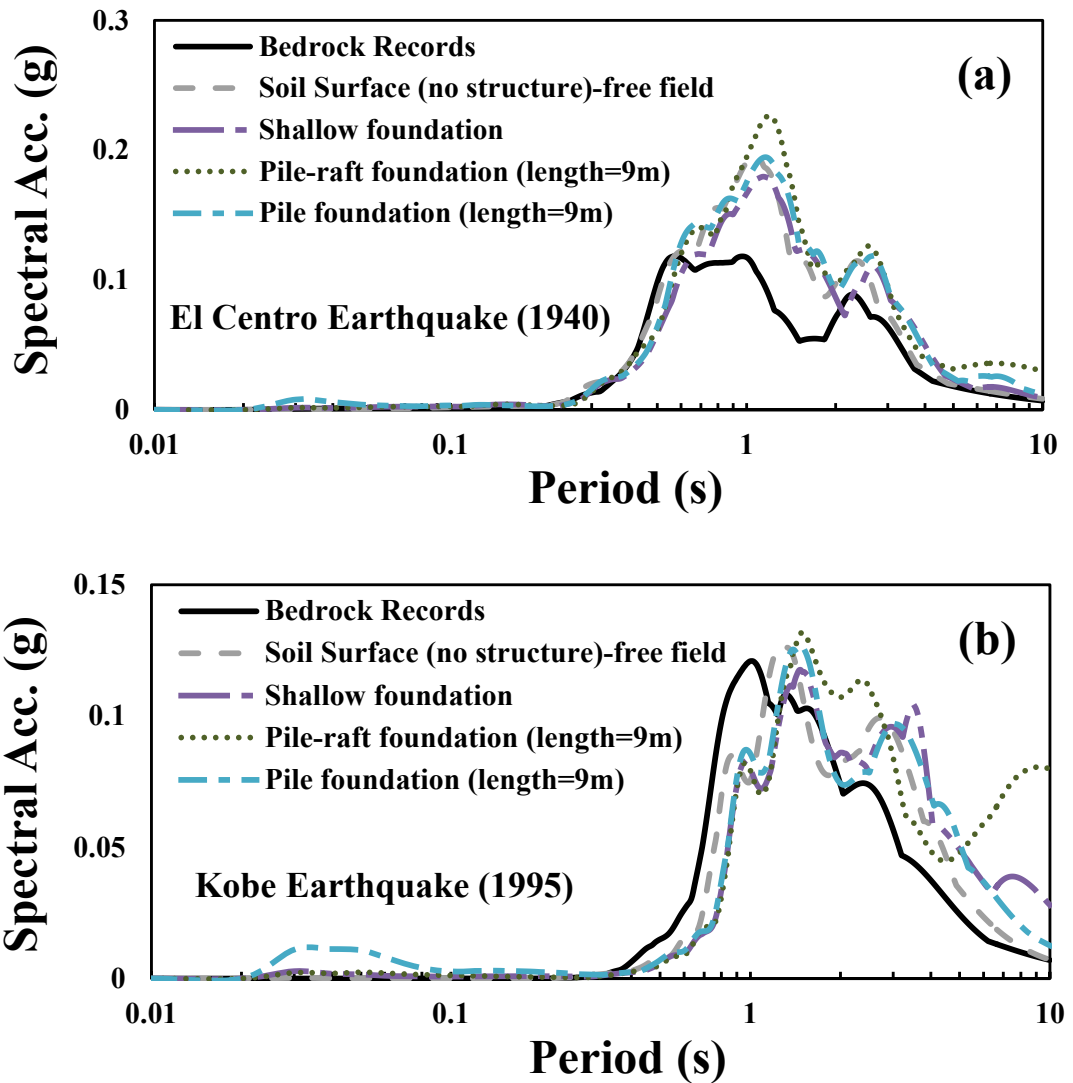 0.3
(a)
Bedrock Records
Soil Surface (no structure)-free field
Shallow foundation
Pile-raft foundation (length=9m)
Pile foundation (length=9m)
0.2
0.1
0
Spectral Acc. (g)
El Centro Earthquake (1940)
0.01
0.1
1
10
Period (s)
0.15
(b)
Bedrock Records
Soil Surface (no structure)-free field
Shallow foundation
Pile-raft foundation (length=9m)
Pile foundation (length=9m)
0.1
0.05
0
Spectral Acc. (g)
Kobe Earthquake (1995)
0.01
0.1
1
10
Period (s)